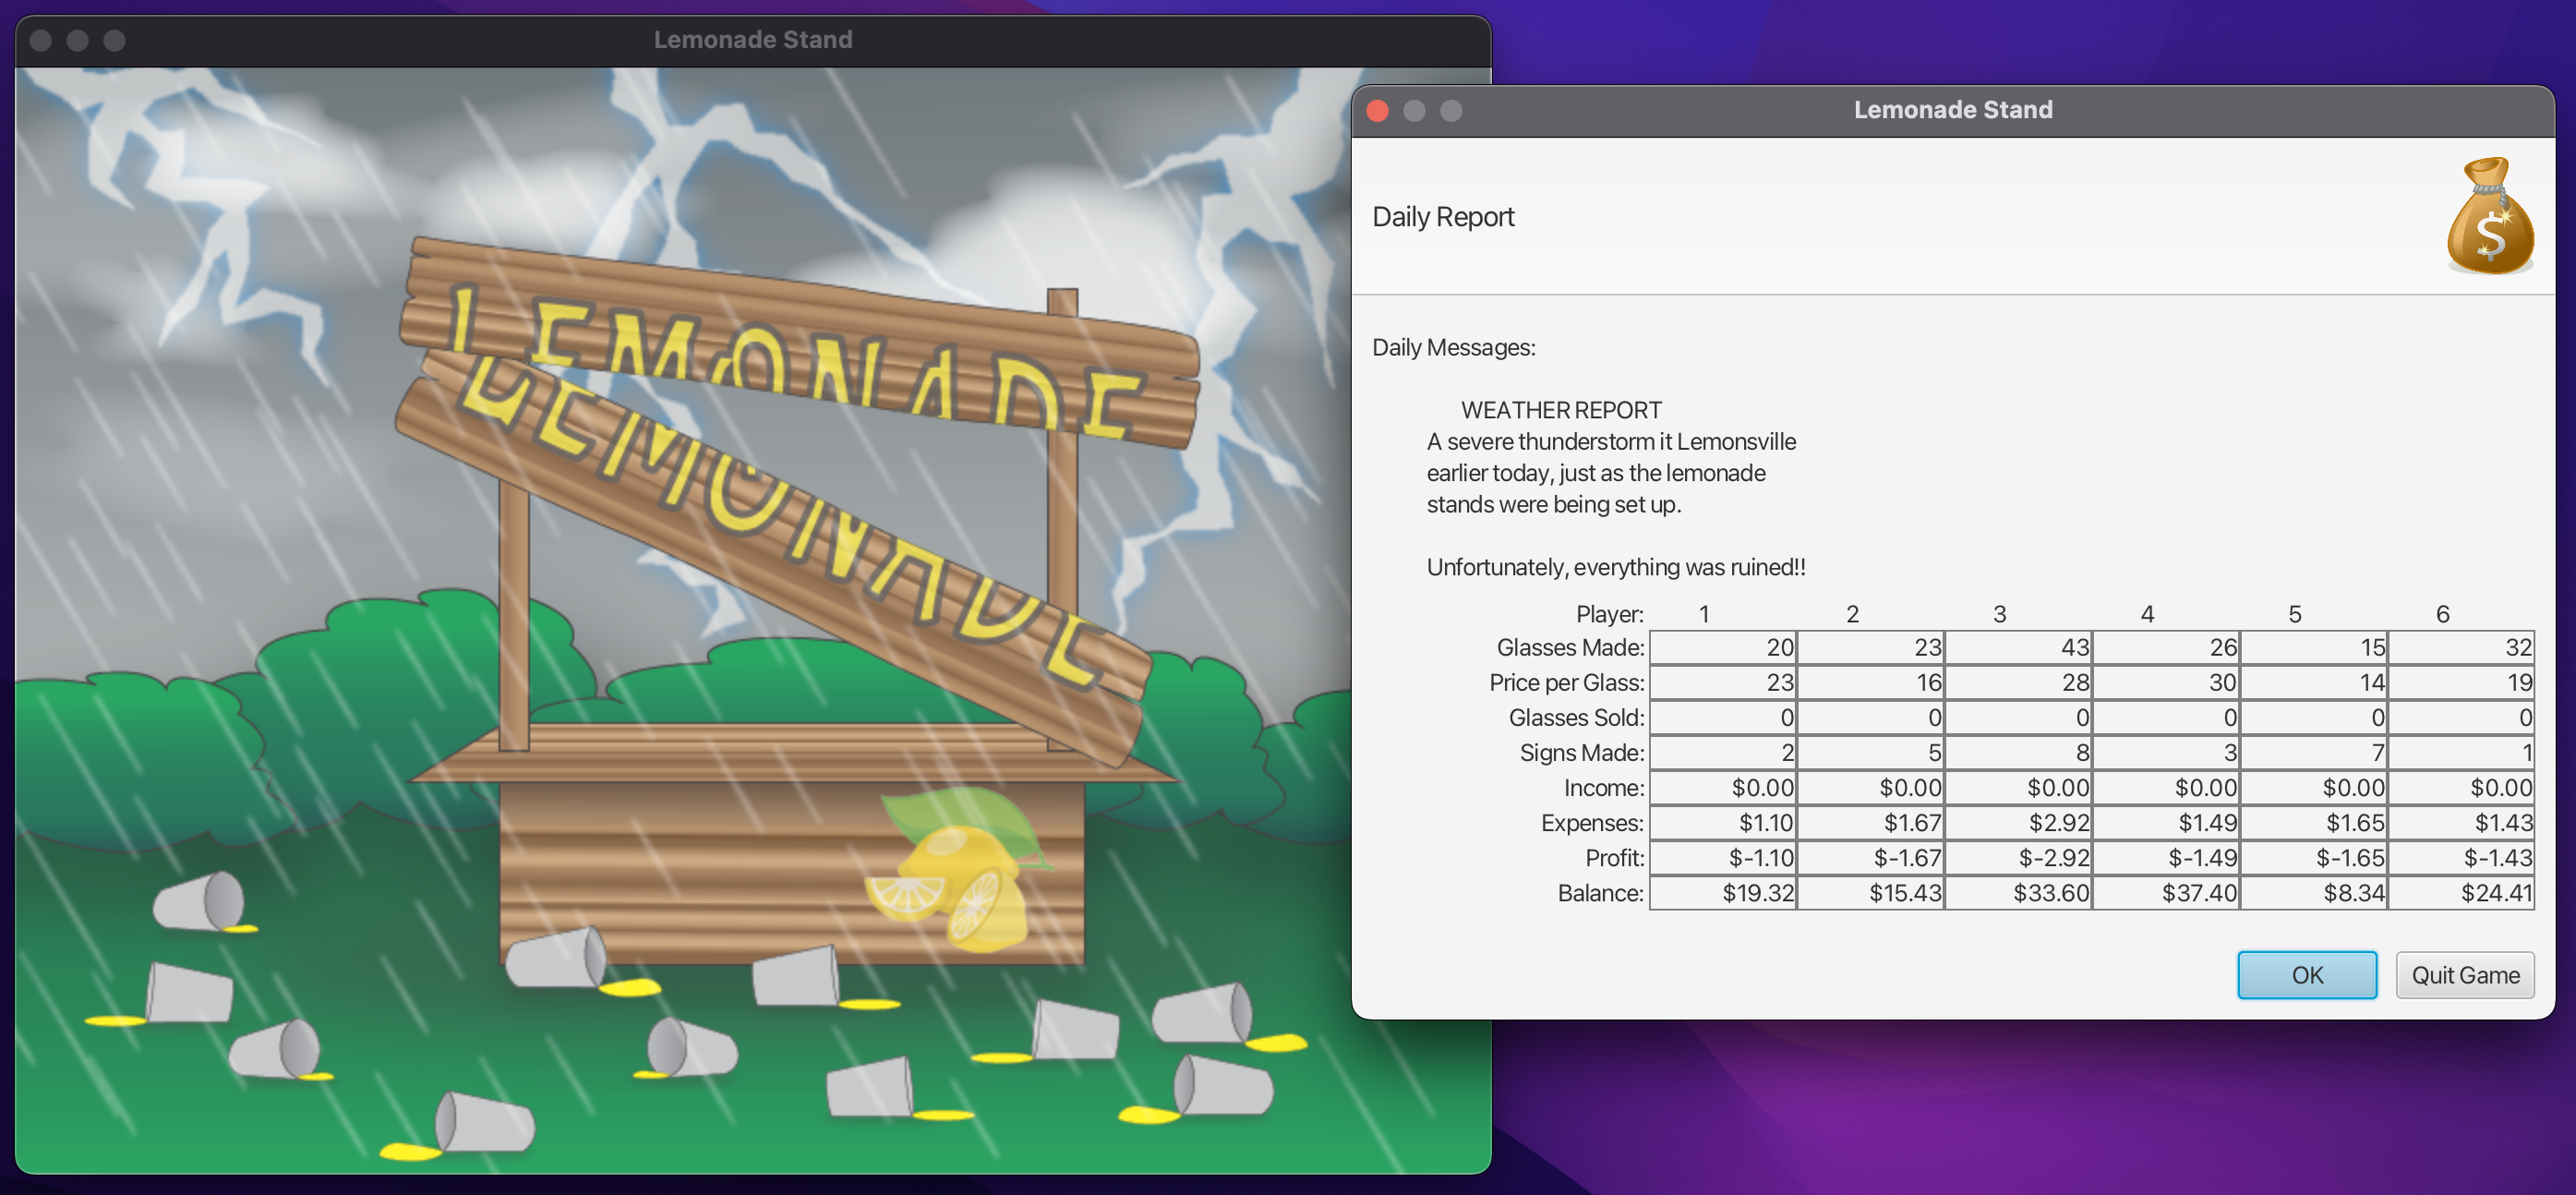 Lemonade Stand
LEMONADE
LEMONADE
Lemonade Stand
Daily Report
$
Daily Messages:
WEATHER REPORT
A severe thunderstorm it Lemonsville
earlier today, just as the lemonade
stands were being set up.
Unfortunately, everything was ruined!!
Player: 1 2 3 4 5 6
Glasses Made: 20 23 43 26 15 32
Price per Glass: 23 16 28 30 14 19
Glasses Sold: 0 0 0 0 0 0
Signs Made: 2 5 8 3 7 1
Income: $0.00 $0.00 $0.00 $0.00 $0.00 $0.00
Expenses: $1.10 $1.67 $2.92 $1.49 $1.65 $1.43
Profit: $-1.10 $-1.67 $-2.92 $-1.49 $-1.65 $-1.43
Balance: $19.32 $15.43 $33.60 $37.40 $8.34 $24.41
OK Quit Game